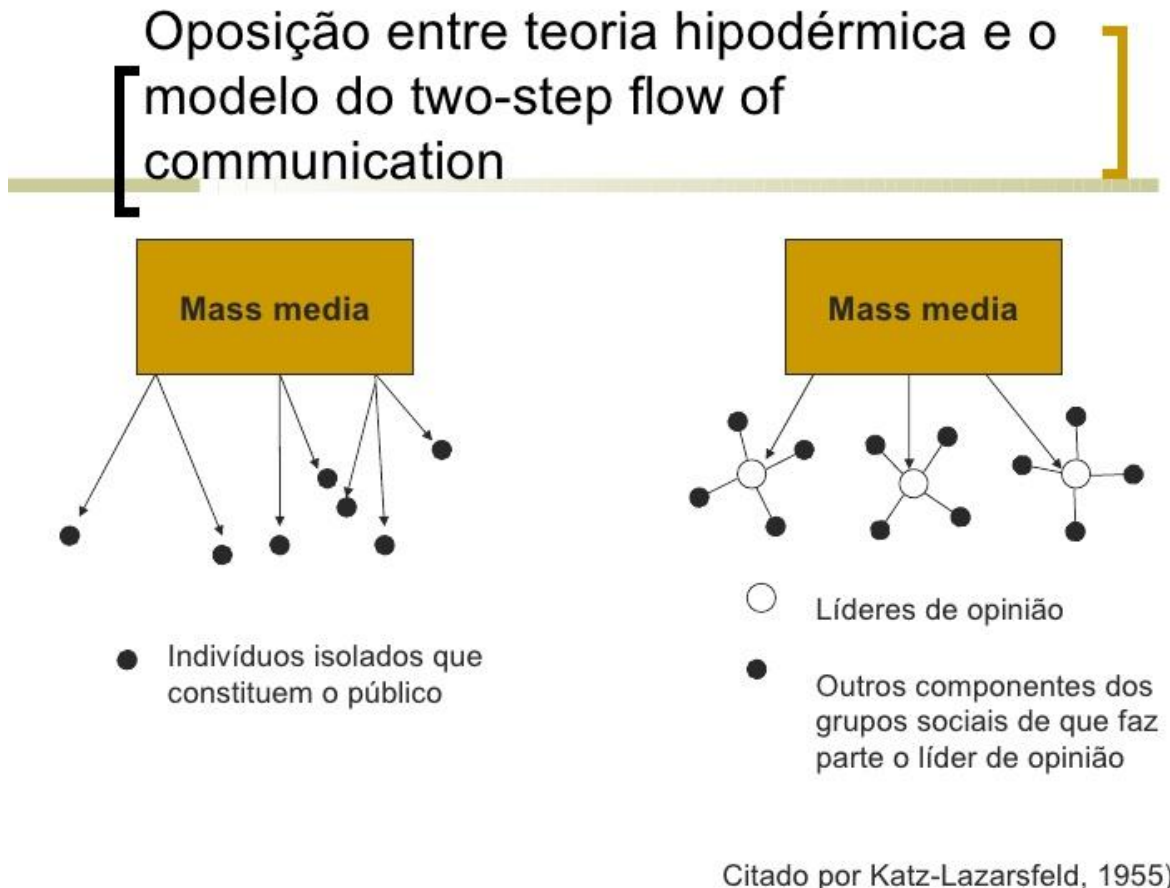 Oposição entre teoria hipodérmica e o
modelo do two-step flow of
communication
Mass media
Mass media
Indivíduos isolados que
constituem o público
Líderes de opinião
Outros componentes dos
grupos sociais de que faz
parte o líder de opinião
Citado por Katz-Lazarsfeld, 1955)